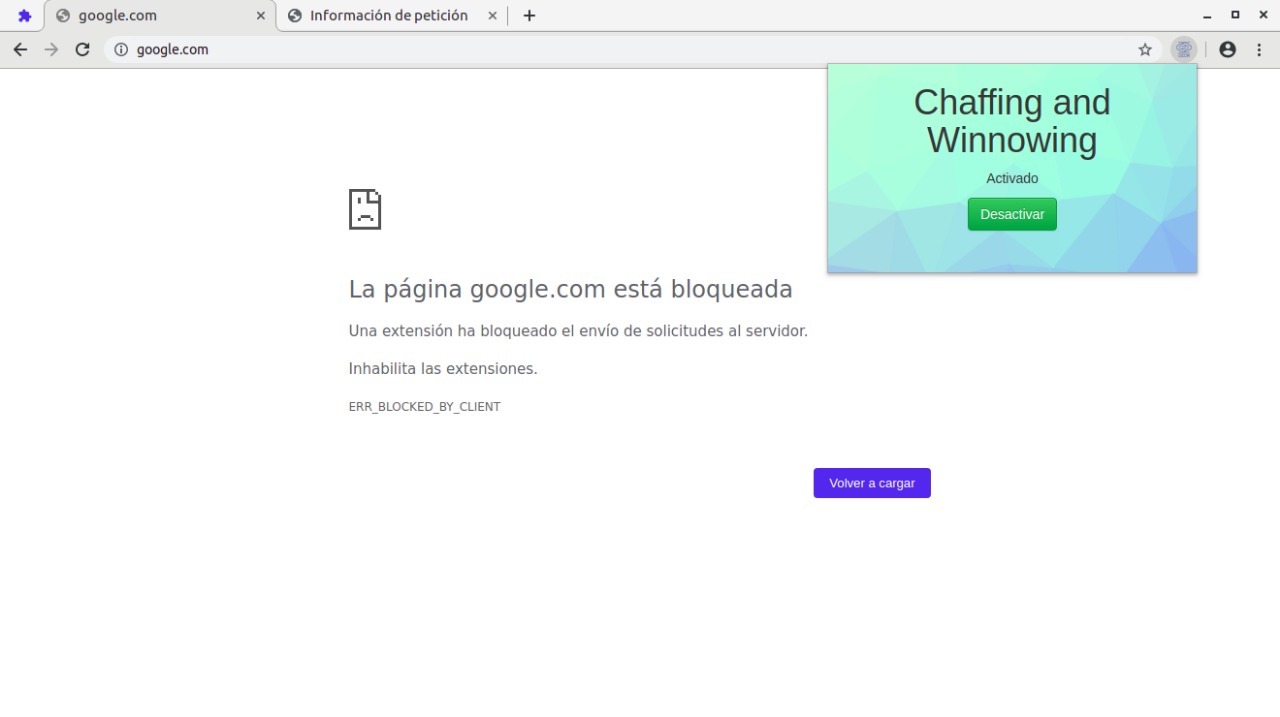 google.com
Información de petición
google.com
Chaffing and
Winnowing
Activado
Desactivar
La página google.com está bloqueada
Una extensión ha bloqueado el envío de solicitudes al servidor.
Inhabilita las extensiones.
ERR_BLOCKED_BY_CLIENT
Volver a cargar